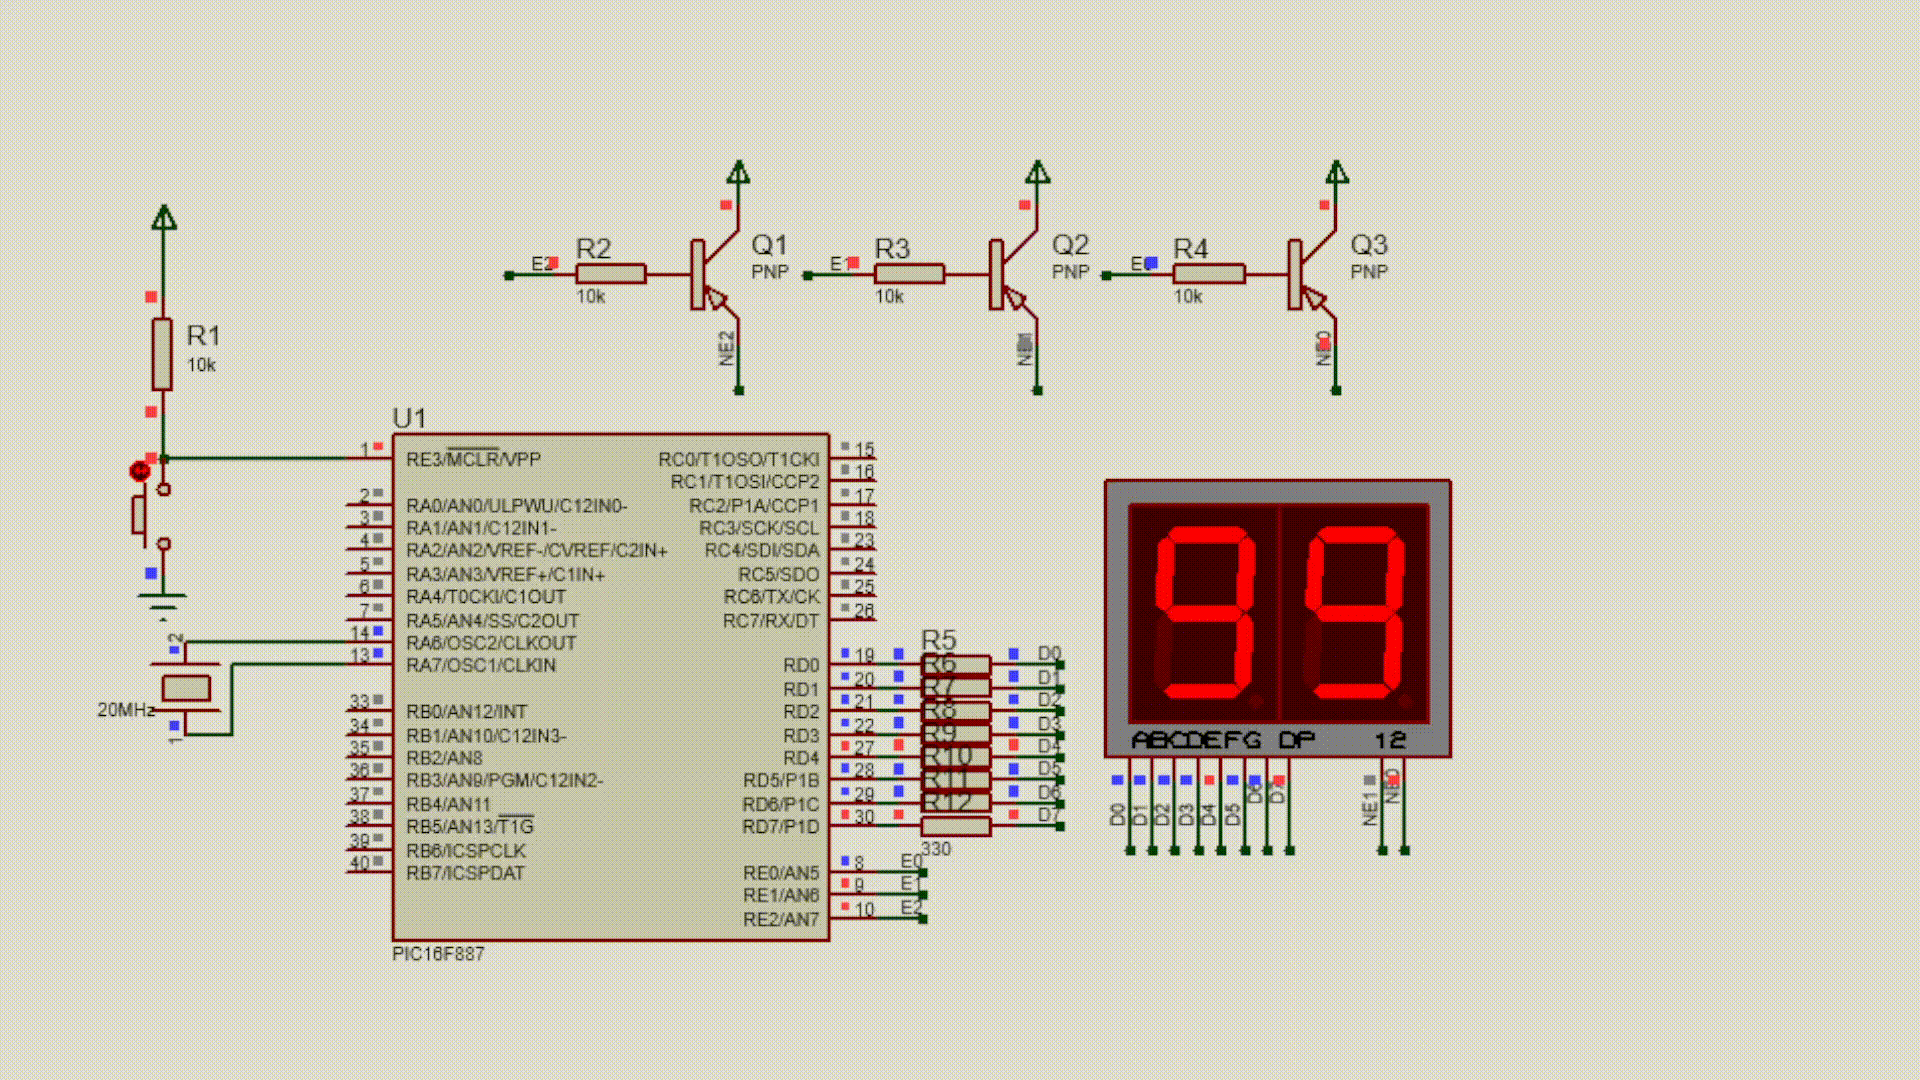 R2
E2
10k
Q1
PNP
NE2
R3
E1
10k
Q2
PNP
R4
10k
Q3
PNP
NE0
R1
10k
U1
1 RE3/MCLR/VPP
2 RA0/AN0/ULPWU/C12IN0-
3 RA1/AN1/C12IN1-
4 RA2/AN2/VREF-/CVREF/C2IN+
5 RA3/AN3/VREF+/C1IN+
6 RA4/T0CKI/C1OUT
7 RA5/AN4/SS/C2OUT
14 RA6/OSC2/CLKOUT
13 RA7/OSC1/CLKIN
33 RB0/AN12/INT
34 RB1/AN10/C12IN3-
35 RB2/AN8
36 RB3/AN9/PGM/C12IN2-
37 RB4/AN11
38 RB5/AN13/T1G
39 RB6/ICSPCLK
40 RB7/ICSPDAT
RC0/T1OSO/T1CKI 15
RC1/T1OSI/CCP2 16
RC2/P1A/CCP1 17
RC3/SCK/SCL 18
RC4/SDI/SDA 23
RC5/SDO 24
RC6/TX/CK 25
RC7/RX/DT 26
RD0 19
RD1 20
RD2 21
RD3 22
RD4 27
RD5/P1B 28
RD6/P1C 29
RD7/P1D 30
RE0/AN5 8
RE1/AN6 9
RE2/AN7 10
PIC16F887
2
20MHz
1
R5
R6
R7
R8
R9
R10
R11
R12
330
D0
D1
D2
D3
D4
D5
D6
D7
E0
E1
E2
99
ABCDEFG DP 12
D0
D1
D2
D3
D4
D5
D6
D7
NE1
NE0